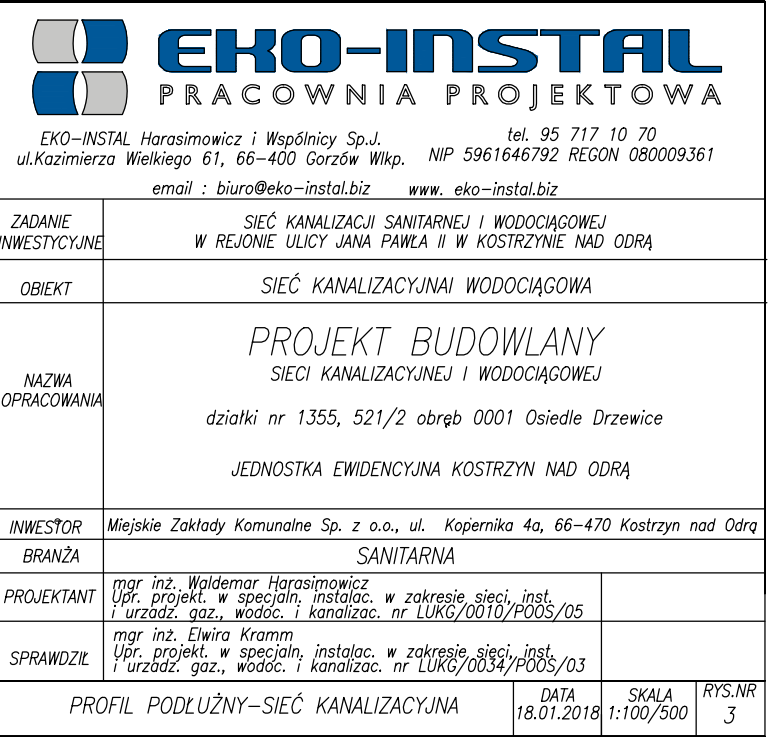 EKO-INSTAL
PRACOWNIA PROJEKTOWA
EKO-INSTAL Harasimowicz i Wspólnicy Sp.J.
ul.Kazimierza Wielkiego 61, 66-400 Gorzów Wlkp.
tel. 95 717 10 70
NIP 5961646792 REGON 080009361
email : biuro@eko-instal.biz www. eko-instal.biz
ZADANIE
INWESTYCYJNE
SIEĆ KANALIZACJI SANITARNEJ I WODOCIĄGOWEJ
W REJONIE ULICY JANA PAWŁA II W KOSTRZYNIE NAD ODRĄ
OBIEKT
SIEĆ KANALIZACYJNAI WODOCIĄGOWA
NAZWA
OPRACOWANIA
PROJEKT BUDOWLANY
SIECI KANALIZACYJNEJ I WODOCIĄGOWEJ
działki nr 1355, 521/2 obręb 0001 Osiedle Drzewice
JEDNOSTKA EWIDENCYJNA KOSTRZYN NAD ODRĄ
INWESTOR
Miejskie Zakłady Komunalne Sp. z o.o., ul. Kopernika 4a, 66-470 Kostrzyn nad Odrą
BRANŻA
SANITARNA
PROJEKTANT
mgr inż. Waldemar Harasimowicz
Upr. projekt. w specjaln. instalac. w zakresie sieci, inst.
i urządz. gaz., wodoc. i kanalizac. nr LUKG/0010/POOS/05
SPRAWDZIŁ
mgr inż. Elwira Kramm
Upr. projekt. w specjaln. instalac. w zakresie sieci, inst.
i urządz. gaz., wodoc. i kanalizac. nr LUKG/0034/POOS/03
PROFIL PODŁUŻNY-SIEĆ KANALIZACYJNA
DATA
18.01.2018
SKALA
1:100/500
RYS.NR
3